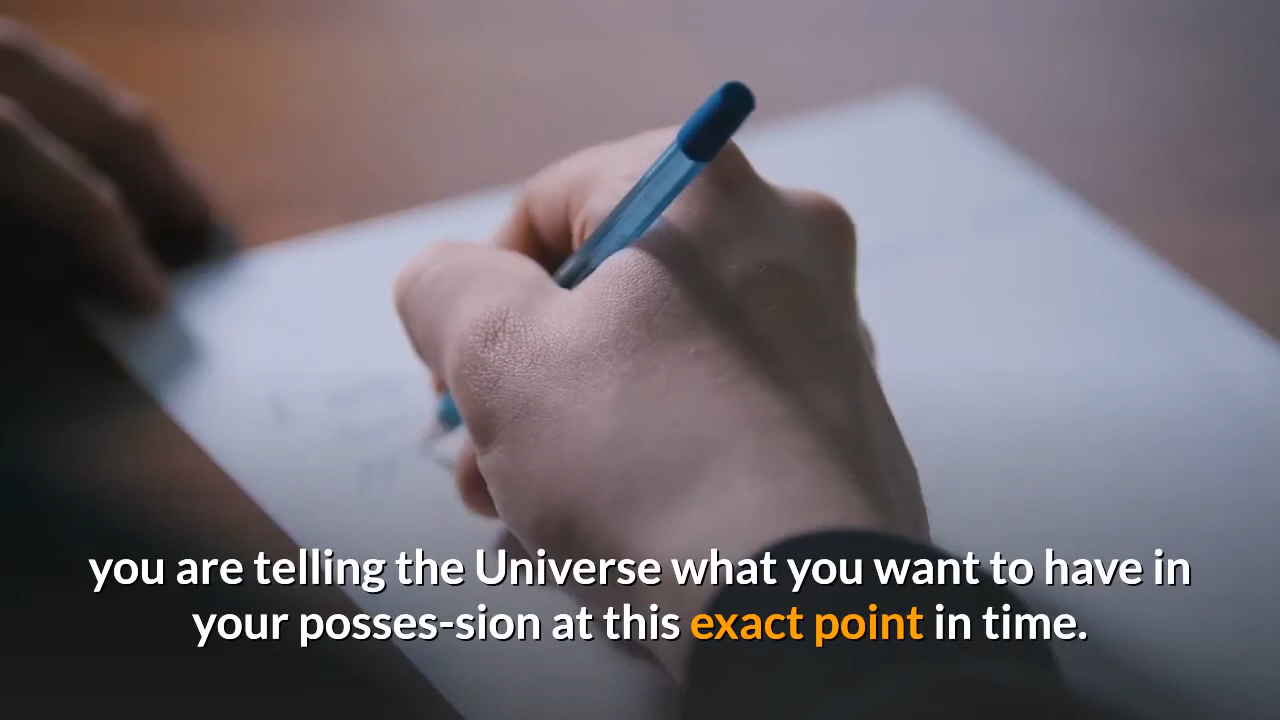 you are telling the Universe what you want to have in
your posses-sion at this exact point in time.